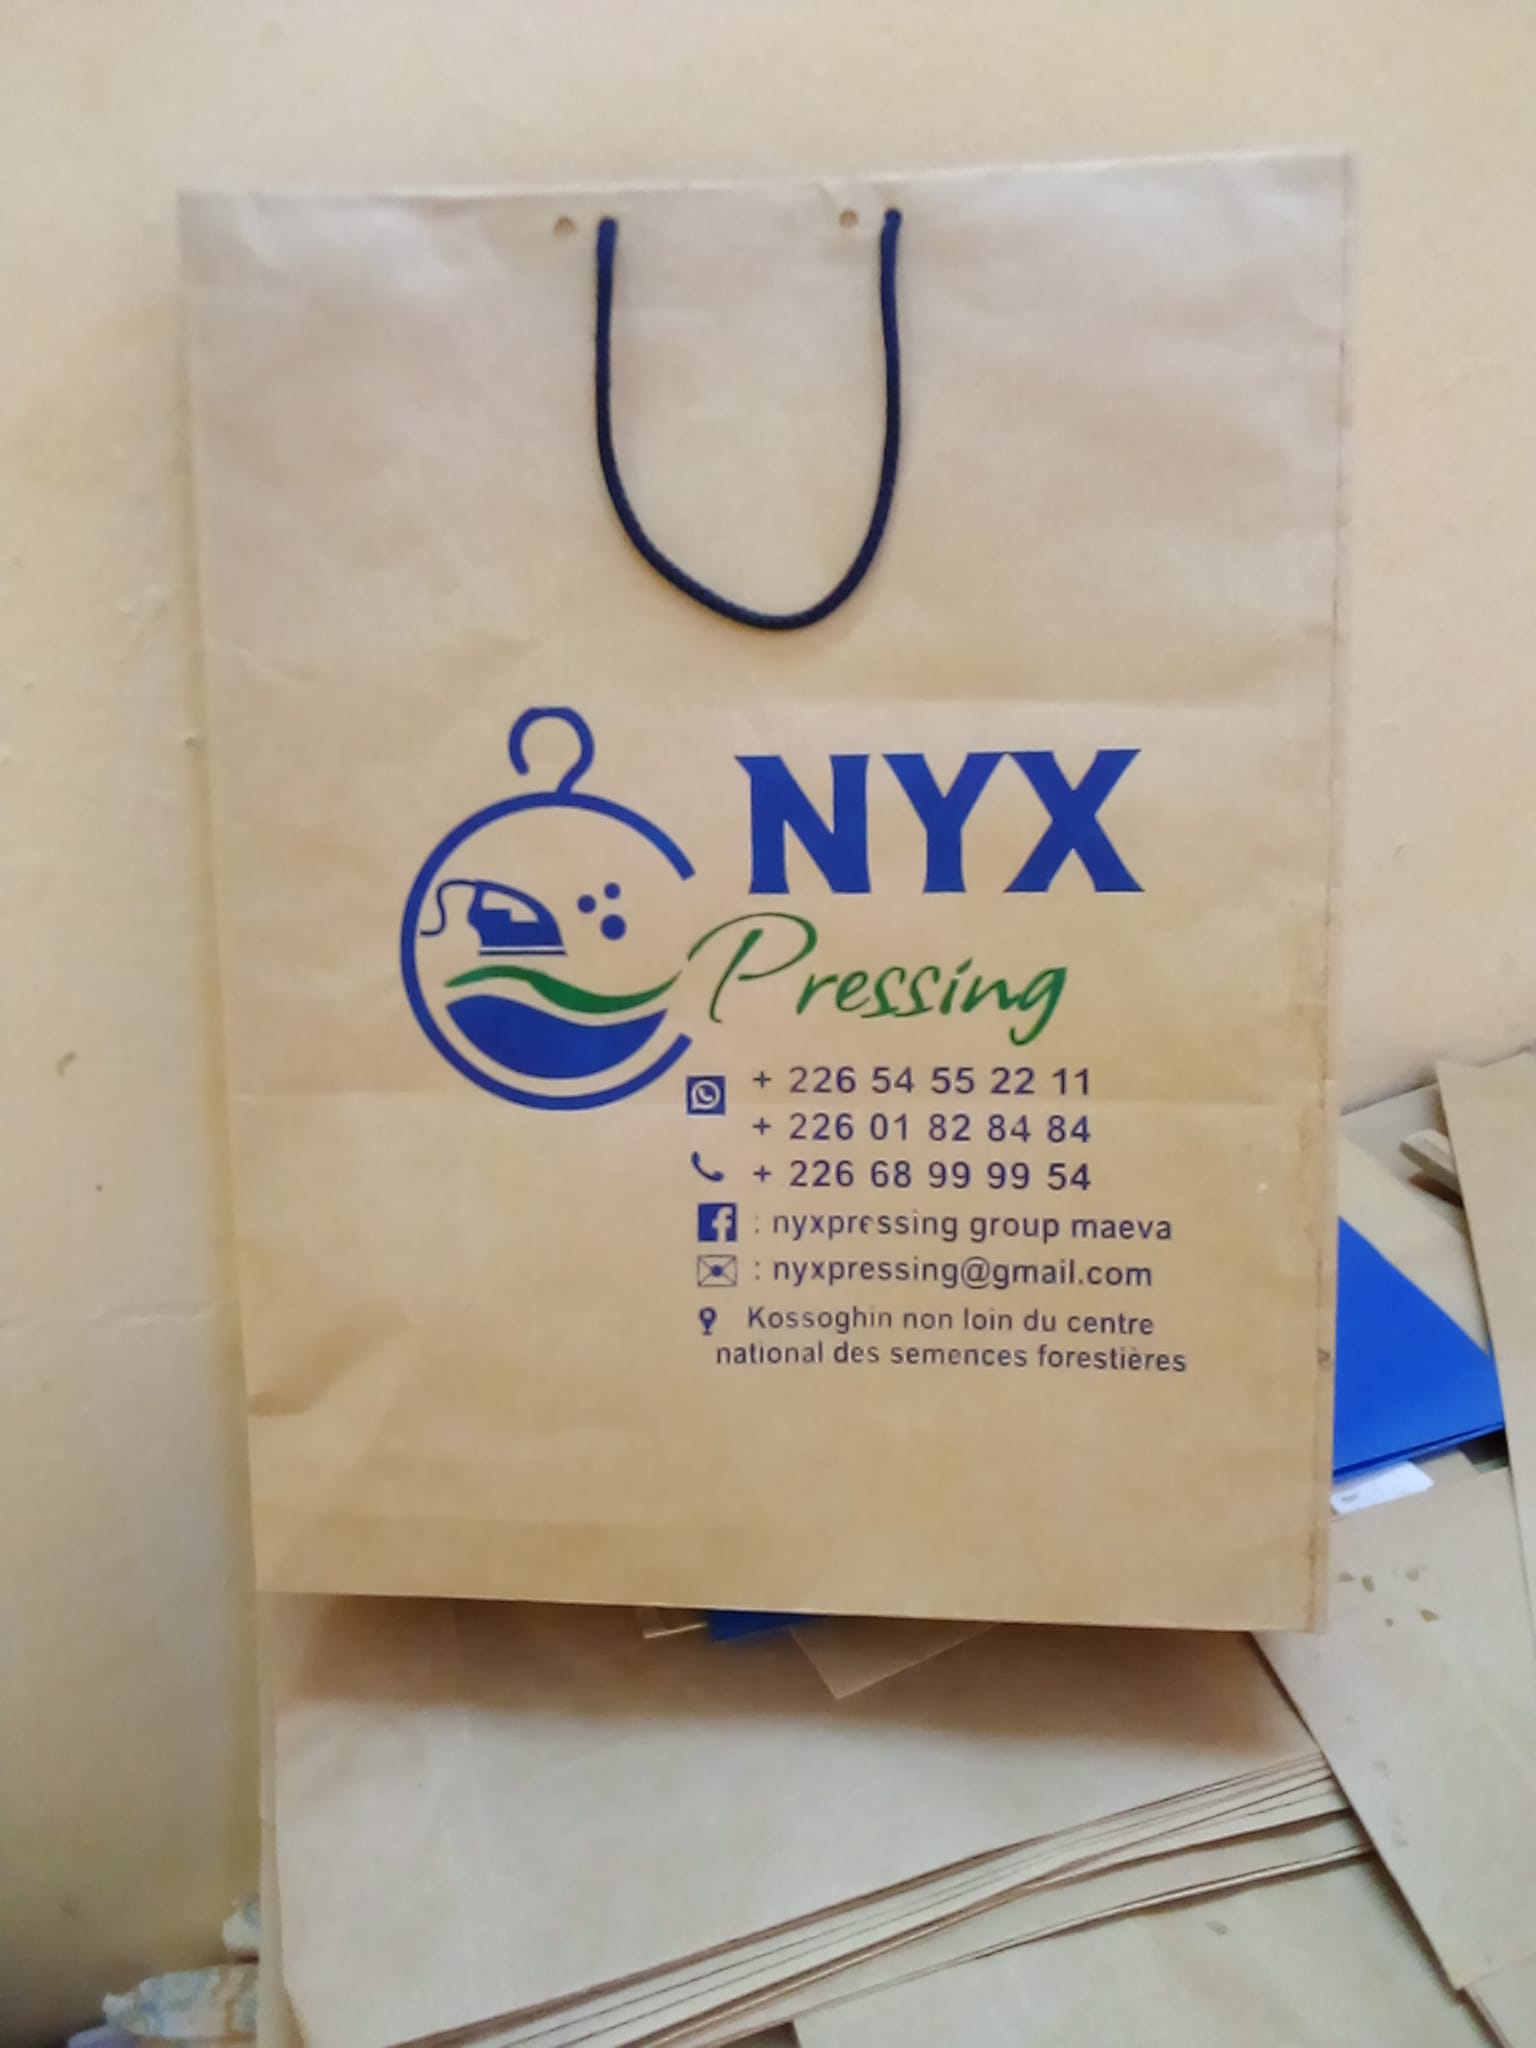 NYX
Pressing
+ 226 54 55 22 11
+ 226 01 82 84 84
+ 226 68 99 99 54
: nyxpressing group maeva
: nyxpressing@gmail.com
Kossoghin non loin du centre
national des semences forestières